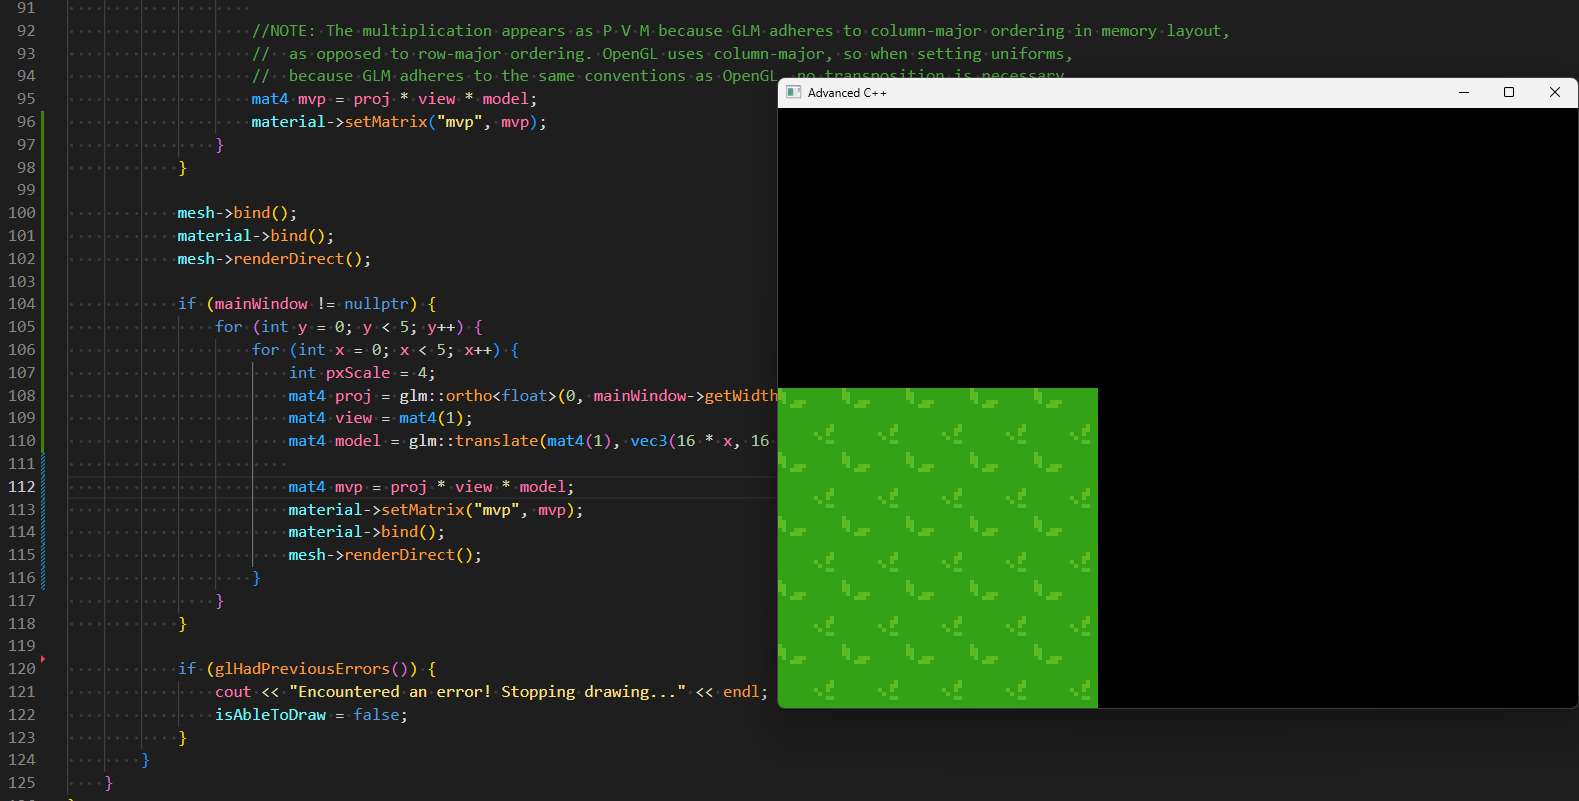 91
92 //NOTE: The multiplication appears as P V M because GLM adheres to column-major ordering in memory layout,
93 //  as opposed to row-major ordering. OpenGL uses column-major, so when setting uniforms,
94 //  because GLM adheres to the same conventions as OpenGL, no transposition is necessary
95 mat4 mvp = proj * view * model;
96 material->setMatrix("mvp", mvp);
97 }
98 }
99
100 mesh->bind();
101 material->bind();
102 mesh->renderDirect();
103
104 if (mainWindow != nullptr) {
105 for (int y = 0; y < 5; y++) {
106 for (int x = 0; x < 5; x++) {
107 int pxScale = 4;
108 mat4 proj = glm::ortho<float>(0, mainWindow->getWidth
109 mat4 view = mat4(1);
110 mat4 model = glm::translate(mat4(1), vec3(16 * x, 16
111
112 mat4 mvp = proj * view * model;
113 material->setMatrix("mvp", mvp);
114 material->bind();
115 mesh->renderDirect();
116 }
117 }
118 }
119
120 if (glHadPreviousErrors()) {
121 cout << "Encountered an error! Stopping drawing..." << endl;
122 isAbleToDraw = false;
123 }
124 }
125 }
Advanced C++